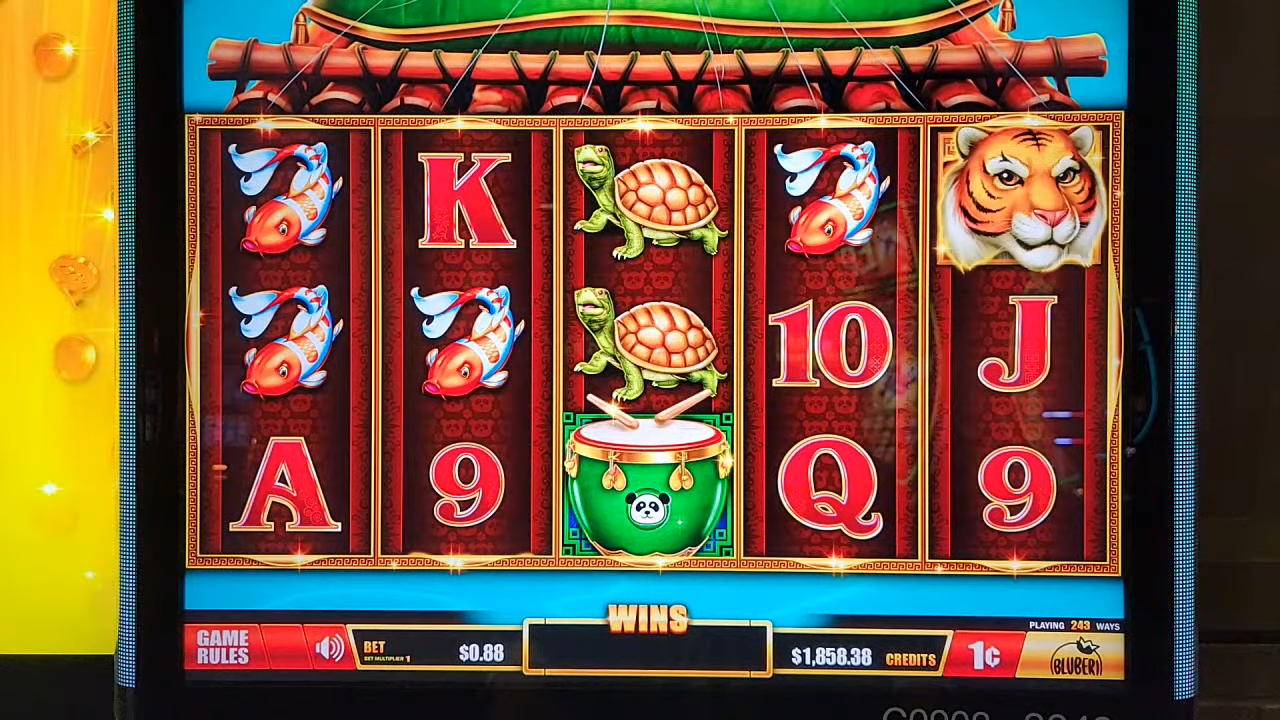 K
10
J
A
9
Q
9
WINS
PLAYING 243 WAYS
GAME
RULES
BET
BET MULTIPLIER 1
$0.88
$1,858.38 CREDITS
1¢
BLUBERI